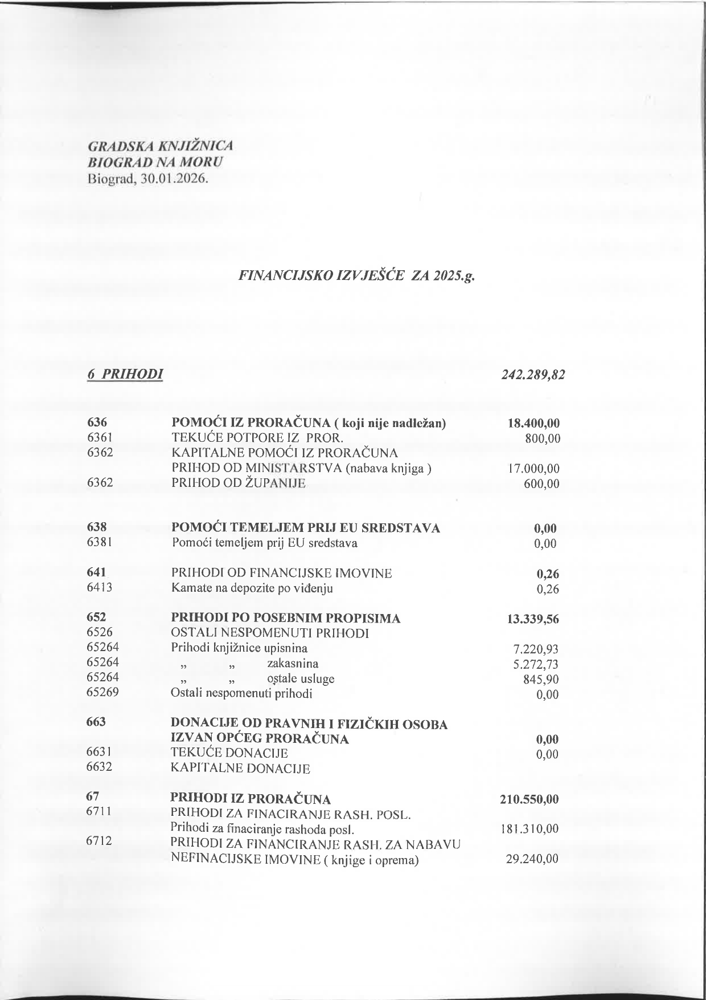 GRADSKA KNJIŽNICA
BIOGRAD NA MORU
Biograd, 30.01.2026.
FINANCIJSKO IZVJEŠĆE ZA 2025.g.
6 PRIHODI 242.289,82
636 POMOĆI IZ PRORAČUNA ( koji nije nadležan) 18.400,00
6361 TEKUĆE POTPORE IZ PROR. 800,00
6362 KAPITALNE POMOĆI IZ PRORAČUNA
PRIHOD OD MINISTARSTVA (nabava knjiga ) 17.000,00
6362 PRIHOD OD ŽUPANIJE 600,00
638 POMOĆI TEMELJEM PRIJ EU SREDSTAVA 0,00
6381 Pomoći temeljem prij EU sredstava 0,00
641 PRIHODI OD FINANCIJSKE IMOVINE 0,26
6413 Kamate na depozite po viđenju 0,26
652 PRIHODI PO POSEBNIM PROPISIMA 13.339,56
6526 OSTALI NESPOMENUTI PRIHODI
65264 Prihodi knjižnice upisnina 7.220,93
65264 „ „ zakasnina 5.272,73
65264 „ „ ostale usluge 845,90
65269 Ostali nespomenuti prihodi 0,00
663 DONACIJE OD PRAVNIH I FIZIČKIH OSOBA
IZVAN OPĆEG PRORAČUNA 0,00
6631 TEKUĆE DONACIJE 0,00
6632 KAPITALNE DONACIJE
67 PRIHODI IZ PRORAČUNA 210.550,00
6711 PRIHODI ZA FINACIRANJE RASH. POSL.
Prihodi za finaciranje rashoda posl. 181.310,00
6712 PRIHODI ZA FINANCIRANJE RASH. ZA NABAVU
NEFINACIJSKE IMOVINE ( knjige i oprema) 29.240,00